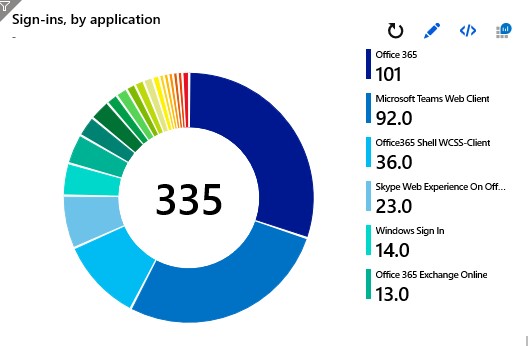 Sign-ins, by application
-
335
Office 365
101
Microsoft Teams Web Client
92.0
Office365 Shell WCSS-Client
36.0
Skype Web Experience On Off...
23.0
Windows Sign In
14.0
Office 365 Exchange Online
13.0